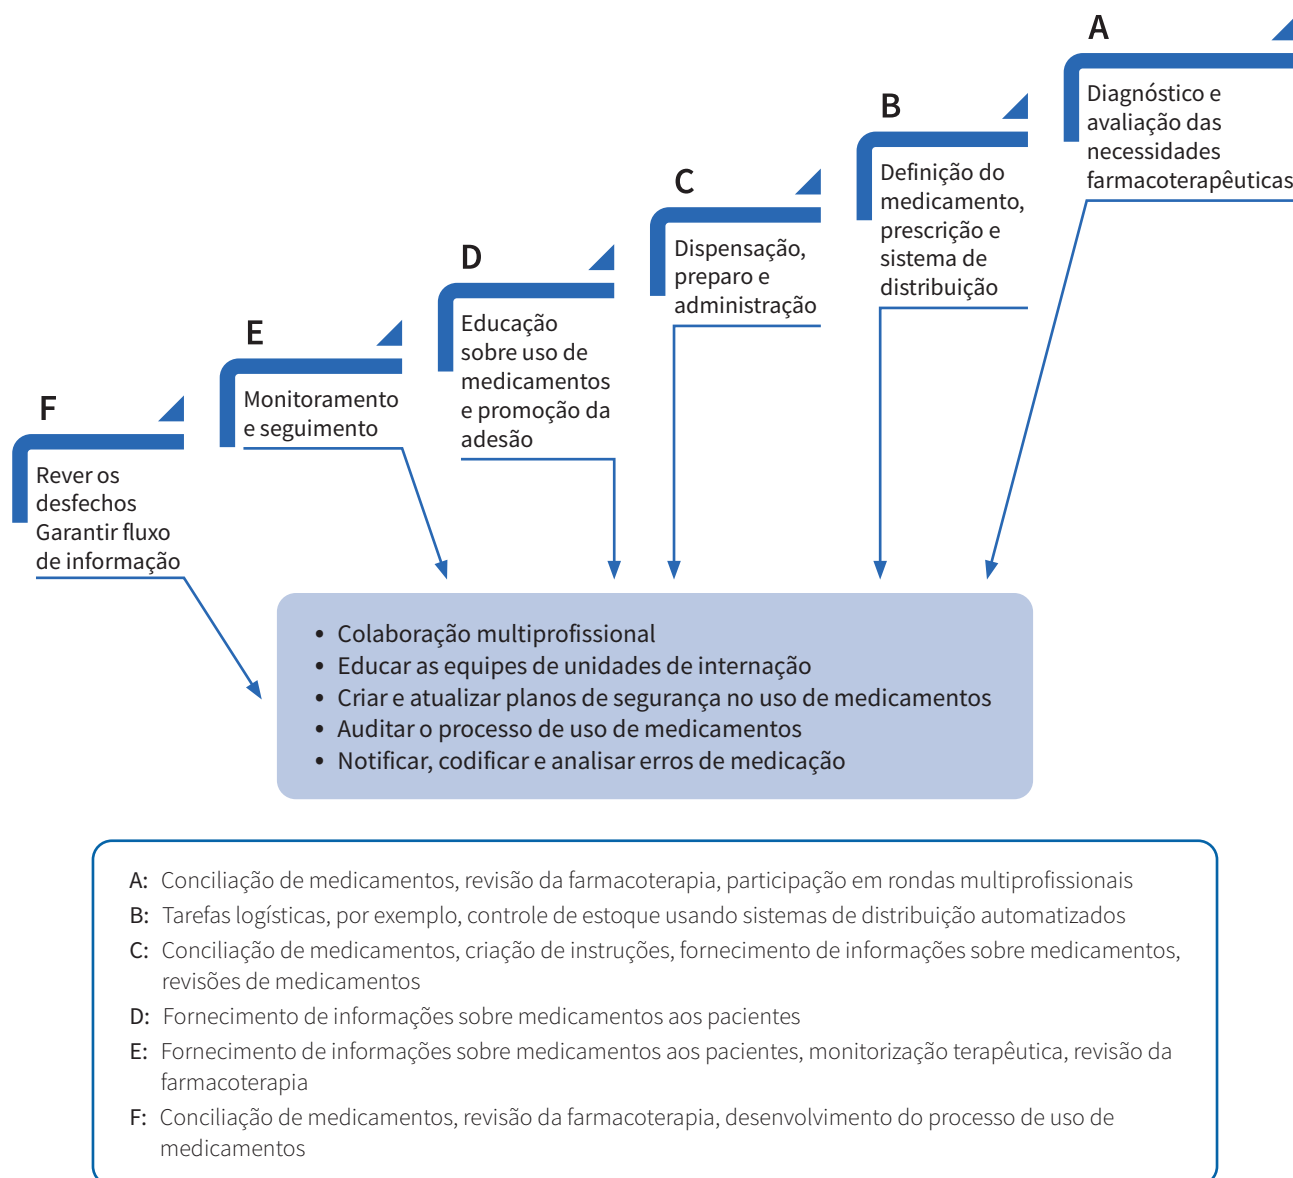 A
Diagnóstico e
avaliação das
necessidades
farmacoterapêuticas
B
Definição do
medicamento,
prescrição e
sistema de
distribuição
C
Dispensação,
preparo e
administração
D
Educação
sobre uso de
medicamentos
e promoção da
adesão
E
Monitoramento
e seguimento
F
Rever os
desfechos
Garantir fluxo
de informação
• Colaboração multiprofissional
• Educar as equipes de unidades de internação
• Criar e atualizar planos de segurança no uso de medicamentos
• Auditar o processo de uso de medicamentos
• Notificar, codificar e analisar erros de medicação
A: Conciliação de medicamentos, revisão da farmacoterapia, participação em rondas multiprofissionais
B: Tarefas logísticas, por exemplo, controle de estoque usando sistemas de distribuição automatizados
C: Conciliação de medicamentos, criação de instruções, fornecimento de informações sobre medicamentos,
revisões de medicamentos
D: Fornecimento de informações sobre medicamentos aos pacientes
E: Fornecimento de informações sobre medicamentos aos pacientes, monitorização terapêutica, revisão da
farmacoterapia
F: Conciliação de medicamentos, revisão da farmacoterapia, desenvolvimento do processo de uso de
medicamentos